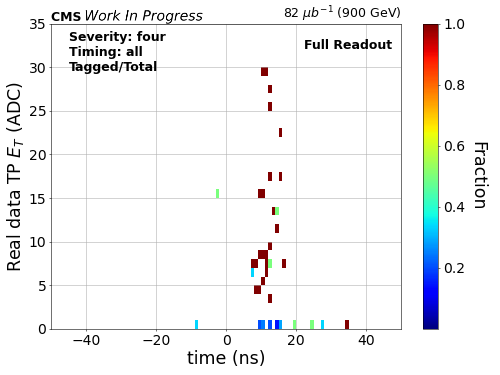 CMS Work In Progress 82 μb⁻¹ (900 GeV)
Severity: four
Timing: all
Tagged/Total
Full Readout
Real data TP E_T (ADC)
35
30
25
20
15
10
5
0
−40 −20 0 20 40
time (ns)
1.0
0.8
0.6
0.4
0.2
Fraction